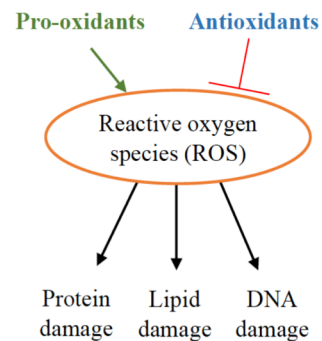 Pro-oxidants
Antioxidants
Reactive oxygen
species (ROS)
Protein
damage
Lipid
damage
DNA
damage